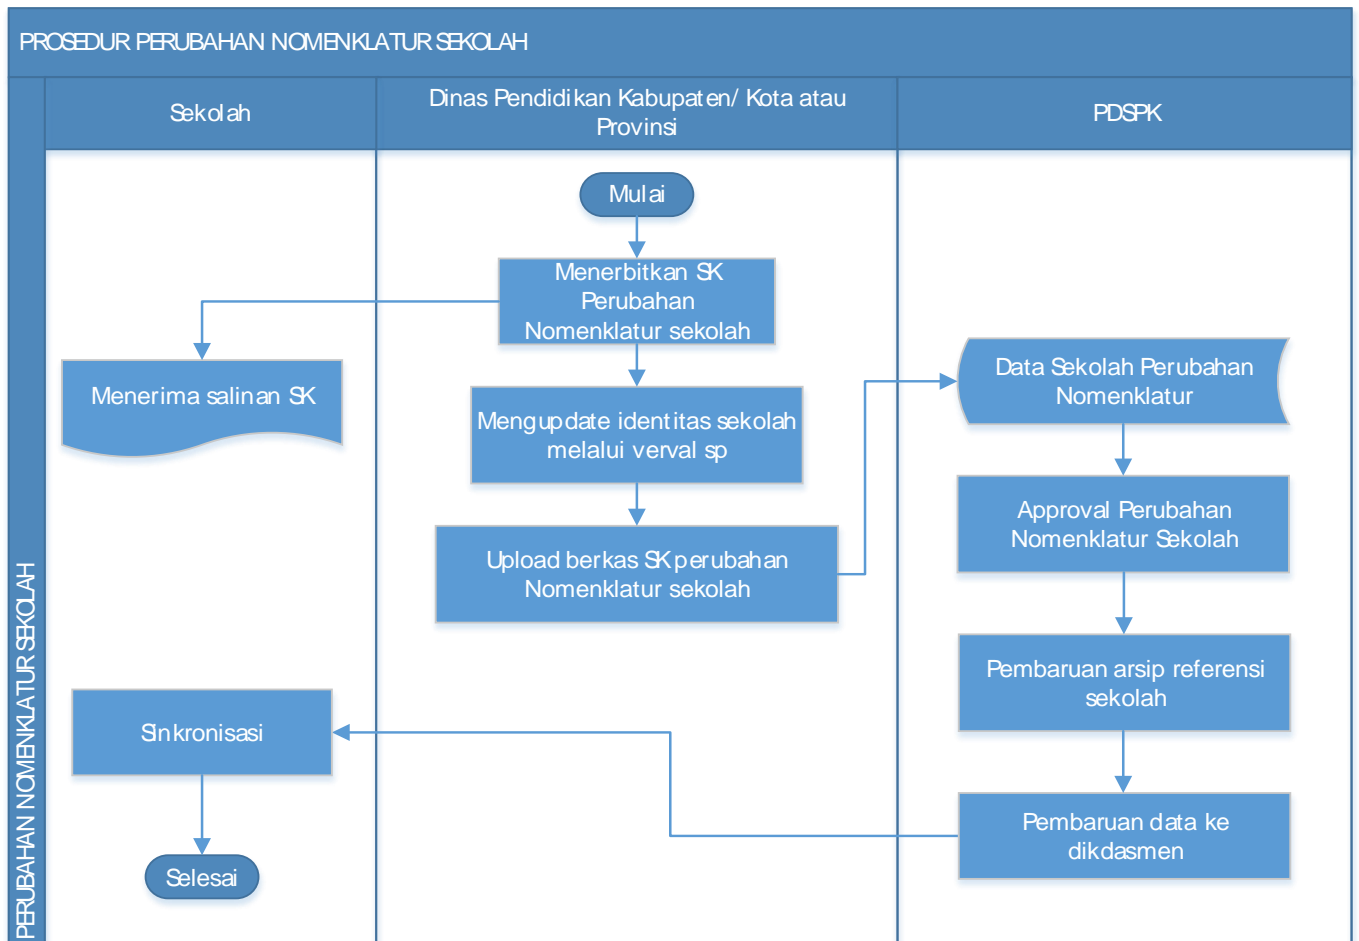 PROSEDUR PERUBAHAN NOMENKLATUR SEKOLAH
Sekolah
Dinas Pendidikan Kabupaten/ Kota atau
Provinsi
PDSPK
Mulai
Menerbitkan SK
Perubahan
Nomenklatur sekolah
Menerima salinan SK
Mengupdate identitas sekolah
melalui verval sp
Upload berkas SK perubahan
Nomenklatur sekolah
Data Sekolah Perubahan
Nomenklatur
Approval Perubahan
Nomenklatur Sekolah
Pembaruan arsip referensi
sekolah
Pembaruan data ke
dikdasmen
Sinkronisasi
Selesai
PERUBAHAN NOMENKLATUR SEKOLAH